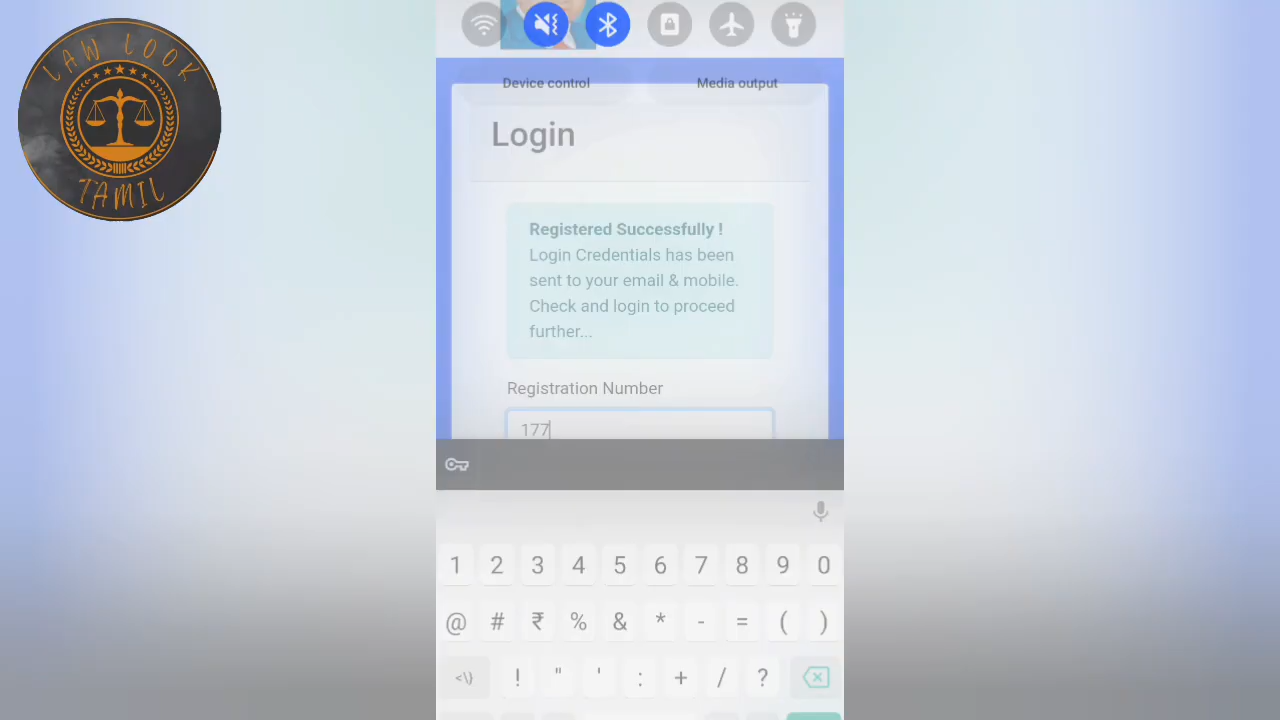 LAW LOOK
TAMIL
Device control
Media output
Login
Registered Successfully !
Login Credentials has been
sent to your email & mobile.
Check and login to proceed
further...
Registration Number
177
1 2 3 4 5 6 7 8 9 0
@ # ₹ % & * - = ( )
<\} ! " ' : + / ?